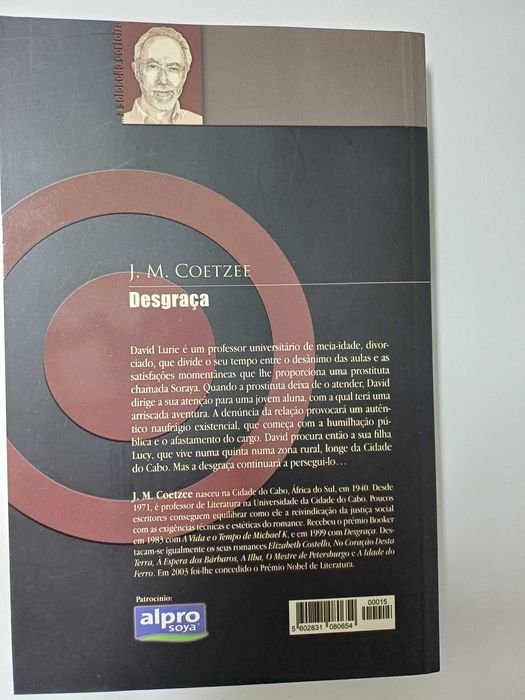 J. M. COETZEE
Desgraça
David Lurie é um professor universitário de meia-idade, divor-
ciado, que divide o seu tempo entre o desânimo das aulas e as
satisfações momentâneas que lhe proporciona uma prostituta
chamada Soraya. Quando a prostituta deixa de o atender, David
dirige a sua atenção para uma jovem aluna, com a qual terá uma
arriscada aventura. A denúncia da relação provocará um autên-
tico naufrágio existencial, que começa com a humilhação pú-
blica e o afastamento do cargo. David procura então a sua filha
Lucy, que vive numa quinta numa zona rural, longe da Cidade
do Cabo. Mas a desgraça continuará a persegui-lo…
J. M. Coetzee nasceu na Cidade do Cabo, África do Sul, em 1940. Desde
1971, é professor de Literatura na Universidade da Cidade do Cabo. Poucos
escritores conseguem equilibrar como ele a reivindicação da justiça social
com as exigências técnicas e estéticas do romance. Recebeu o prémio Booker
em 1983 com A Vida e o Tempo de Michael K, e em 1999 com Desgraça. Des-
tacam-se igualmente os seus romances Elizabeth Costello, No Coração Desta
Terra, À Espera dos Bárbaros, A Ilha, O Mestre de Petersburgo e A Idade do
Ferro. Em 2003 foi-lhe concedido o Prémio Nobel de Literatura.
Patrocínio:
alpro
soya
00015
5 602831 080654